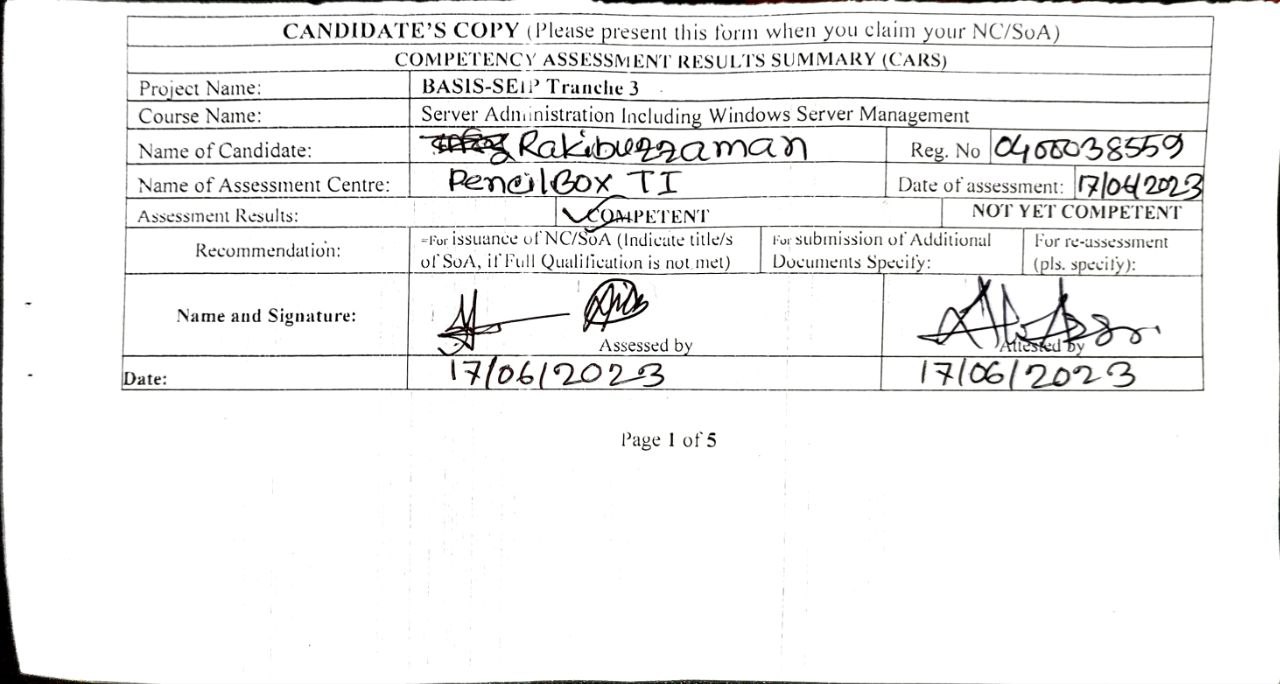 CANDIDATE'S COPY (Please present this form when you claim your NC/SoA)
COMPETENCY ASSESSMENT RESULTS SUMMARY (CARS)
Project Name: BASIS-SEIP Tranche 3
Course Name: Server Administration Including Windows Server Management
Name of Candidate: Rakibuzzaman Reg. No 0400038559
Name of Assessment Centre: PencilBox TI Date of assessment: 17/06/2023
Assessment Results: COMPETENT NOT YET COMPETENT
Recommendation: For issuance of NC/SoA (Indicate title/s of SoA, if Full Qualification is not met) For submission of Additional Documents Specify: For re-assessment (pls. specify):
Name and Signature: Assessed by Attested by
Date: 17/06/2023 17/06/2023
Page 1 of 5